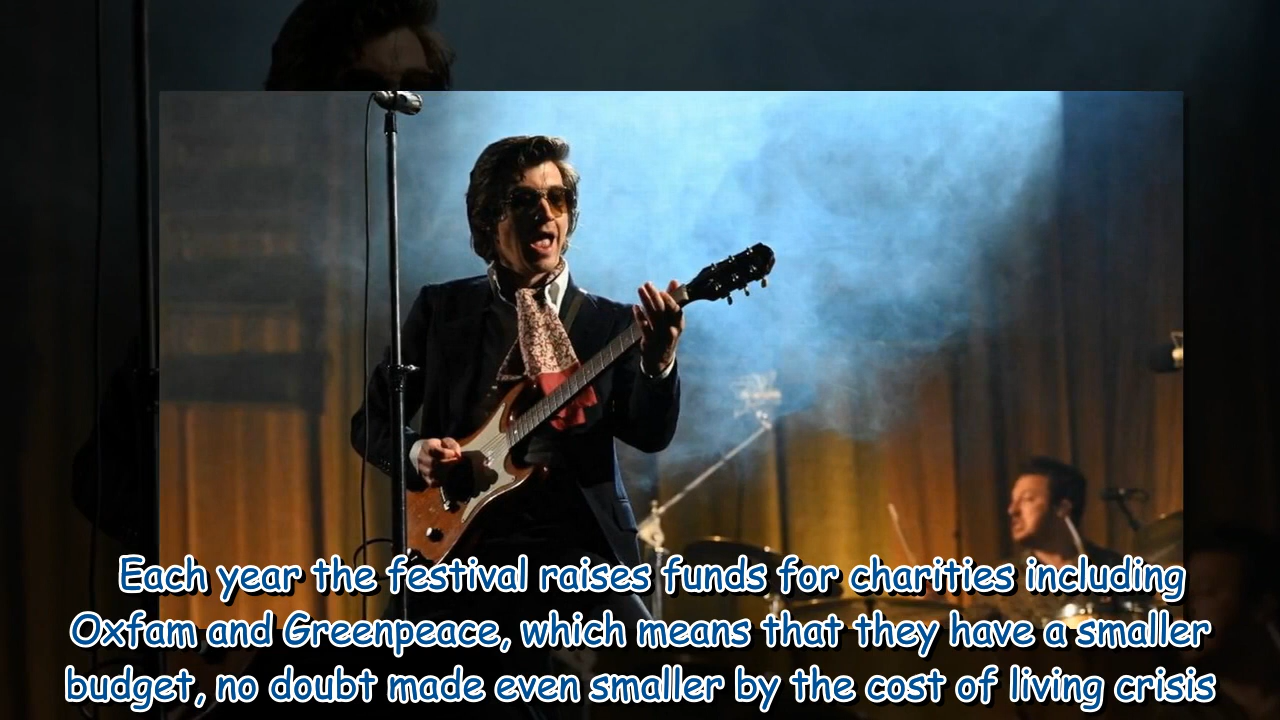 Each year the festival raises funds for charities including
Oxfam and Greenpeace, which means that they have a smaller
budget, no doubt made even smaller by the cost of living crisis